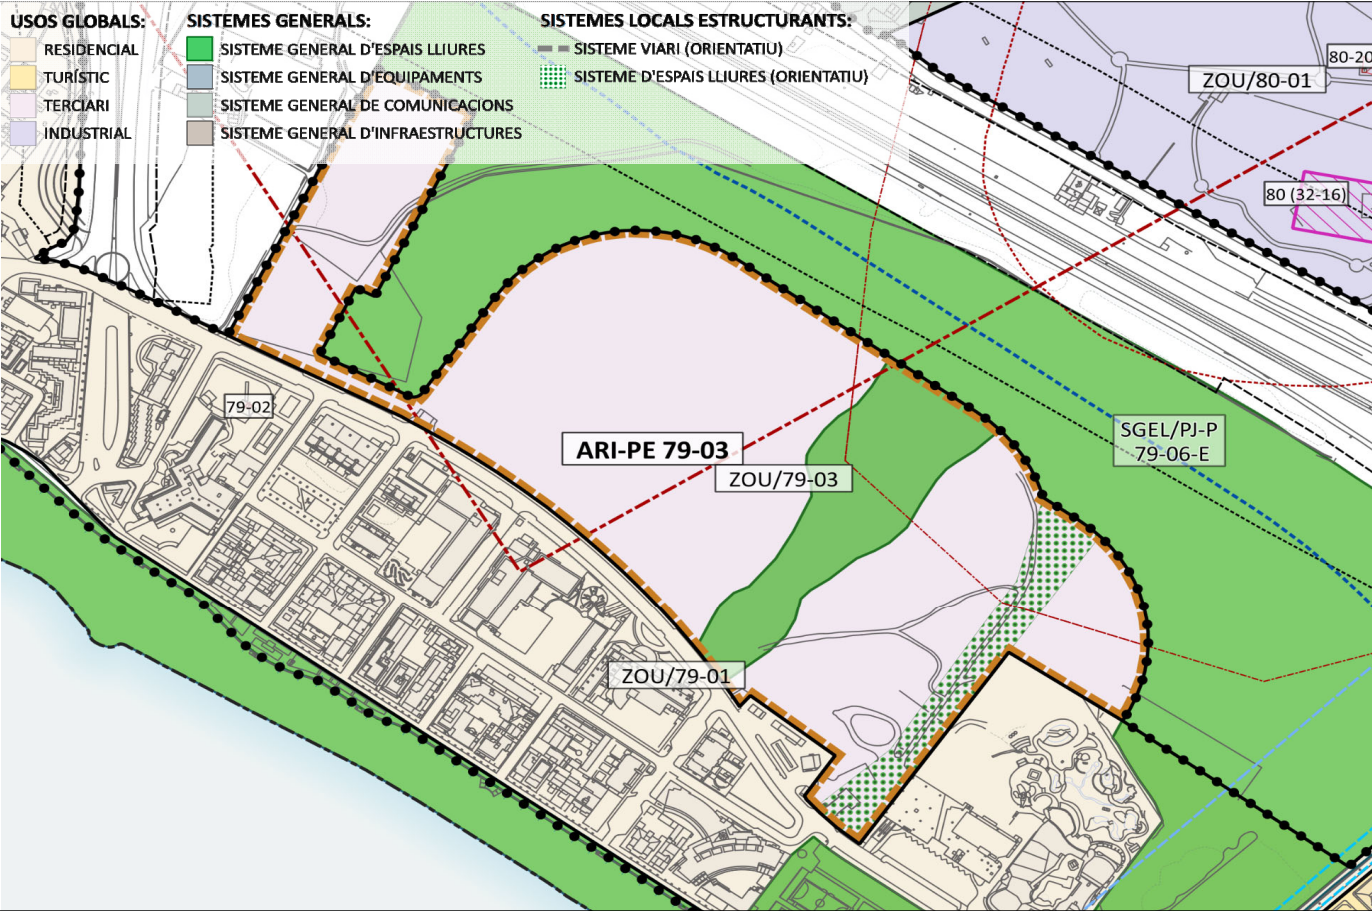 USOS GLOBALS:
RESIDENCIAL
TURÍSTIC
TERCIARI
INDUSTRIAL
SISTEMES GENERALS:
SISTEME GENERAL D'ESPAIS LLIURES
SISTEME GENERAL D'EQUIPAMENTS
SISTEME GENERAL DE COMUNICACIONS
SISTEME GENERAL D'INFRAESTRUCTURES
SISTEMES LOCALS ESTRUCTURANTS:
SISTEME VIARI (ORIENTATIU)
SISTEME D'ESPAIS LLIURES (ORIENTATIU)
80-20
ZOU/80-01
80 (32-16)
79-02
SGEL/PJ-P
79-06-E
ARI-PE 79-03
ZOU/79-03
ZOU/79-01